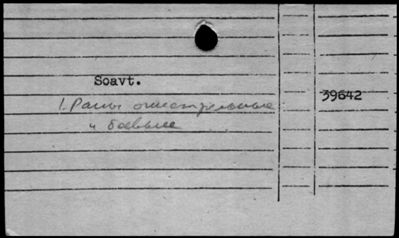 Soavt.
1. Раны огнестрельные
и боевые
39642